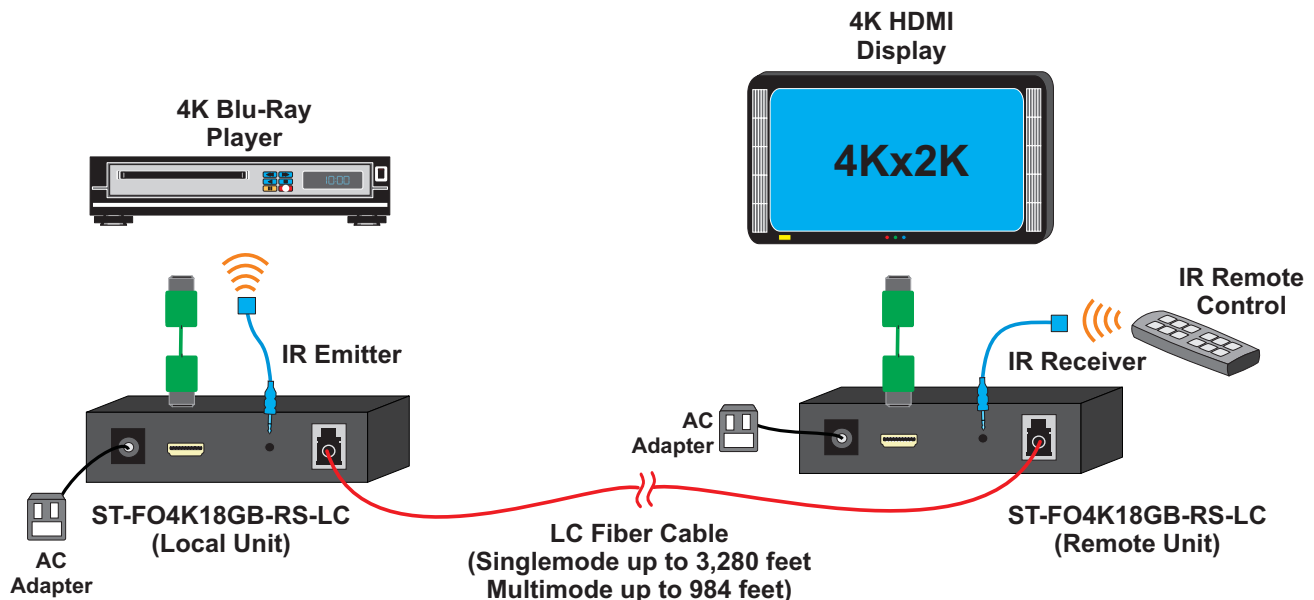 4K HDMI
Display
4K Blu-Ray
Player
10:00
4Kx2K
IR Remote
Control
IR Emitter
IR Receiver
AC
Adapter
ST-FO4K18GB-RS-LC
(Local Unit)
AC
Adapter
LC Fiber Cable
(Singlemode up to 3,280 feet
Multimode up to 984 feet)
ST-FO4K18GB-RS-LC
(Remote Unit)